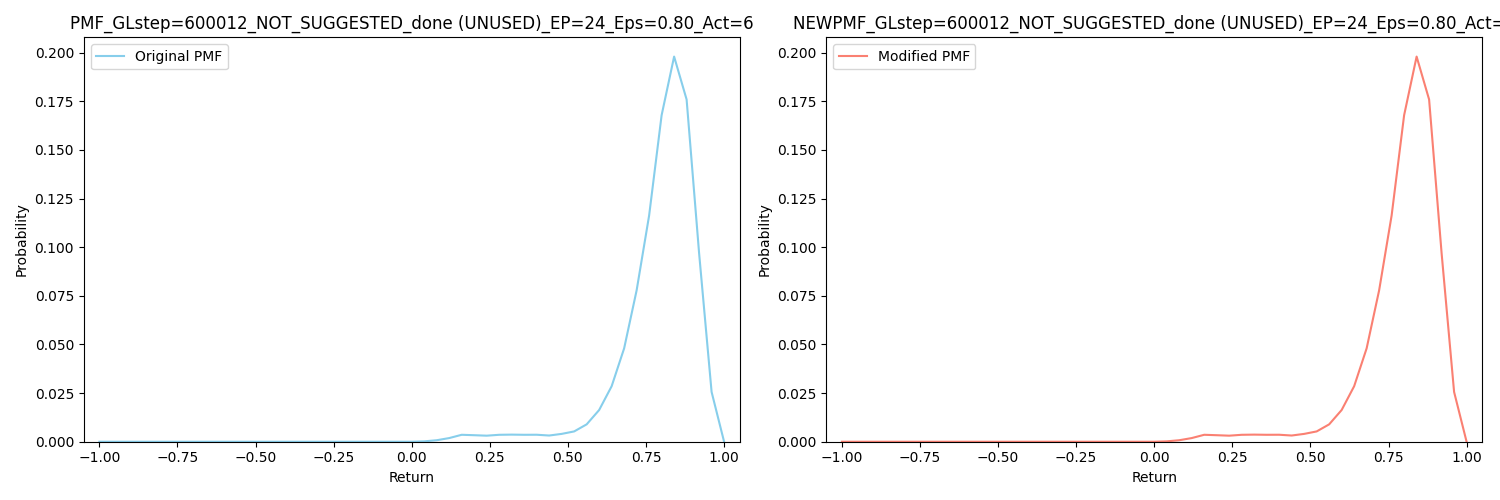 PMF_GLstep=600012_NOT_SUGGESTED_done (UNUSED)_EP=24_Eps=0.80_Act=6
Original PMF
0.200
0.175
0.150
0.125
0.100
0.075
0.050
0.025
0.000
Probability
−1.00 −0.75 −0.50 −0.25 0.00 0.25 0.50 0.75 1.00
Return
NEWPMF_GLstep=600012_NOT_SUGGESTED_done (UNUSED)_EP=24_Eps=0.80_Act=
Modified PMF
0.200
0.175
0.150
0.125
0.100
0.075
0.050
0.025
0.000
Probability
−1.00 −0.75 −0.50 −0.25 0.00 0.25 0.50 0.75 1.00
Return